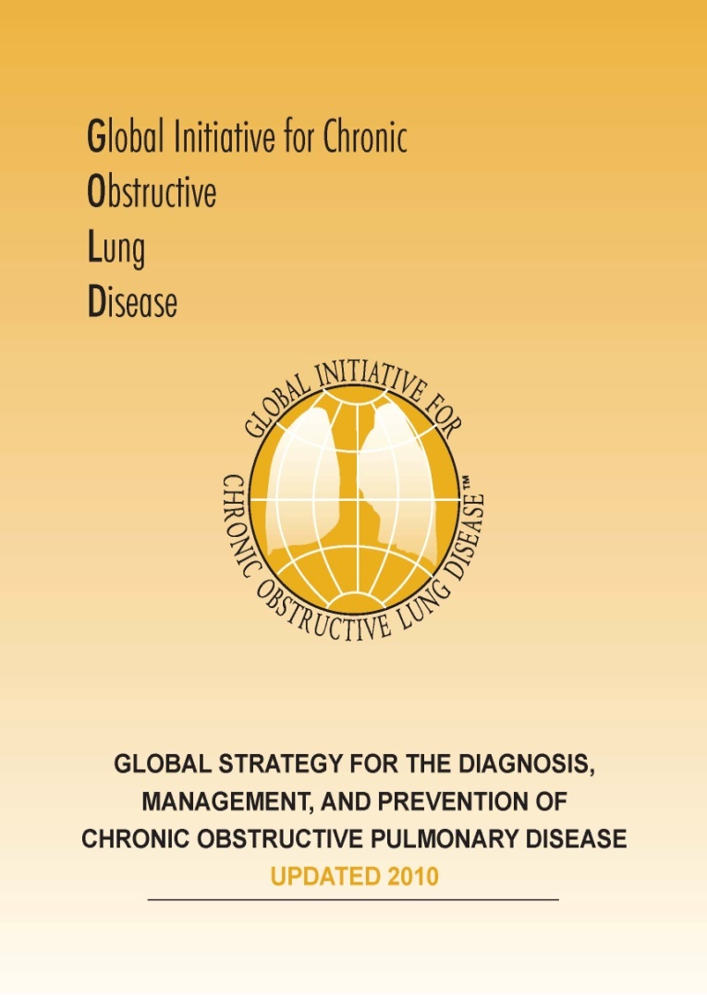 Global Initiative for Chronic
Obstructive
Lung
Disease
GLOBAL INITIATIVE FOR
CHRONIC OBSTRUCTIVE LUNG DISEASE™
GLOBAL STRATEGY FOR THE DIAGNOSIS,
MANAGEMENT, AND PREVENTION OF
CHRONIC OBSTRUCTIVE PULMONARY DISEASE
UPDATED 2010